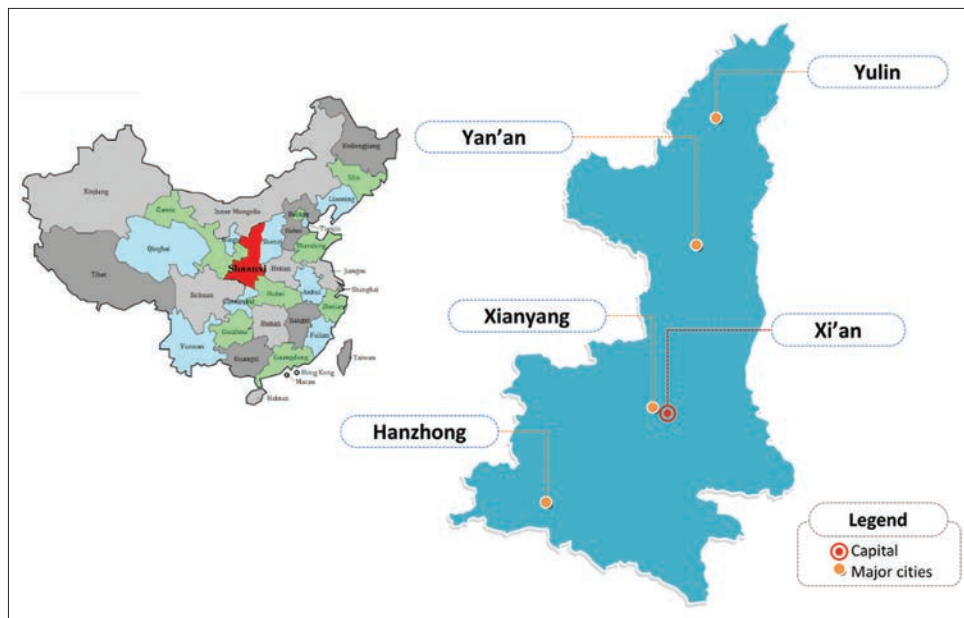 Heilongjiang
Jilin
Xinjiang
Liaoning
Gansu
Inner Mongolia
Beijing
Tianjin
Hebei
Ningxia
Shanxi
Shandong
Qinghai
Shaanxi
Henan
Jiangsu
Tibet
Shanghai
Sichuan
Hubei
Anhui
Chongqing
Zhejiang
Hunan
Jiangxi
Guizhou
Fujian
Yunnan
Guangxi
Guangdong
Taiwan
Hong Kong
Macau
Hainan
Yulin
Yan'an
Xianyang
Xi'an
Hanzhong
Legend
Capital
Major cities